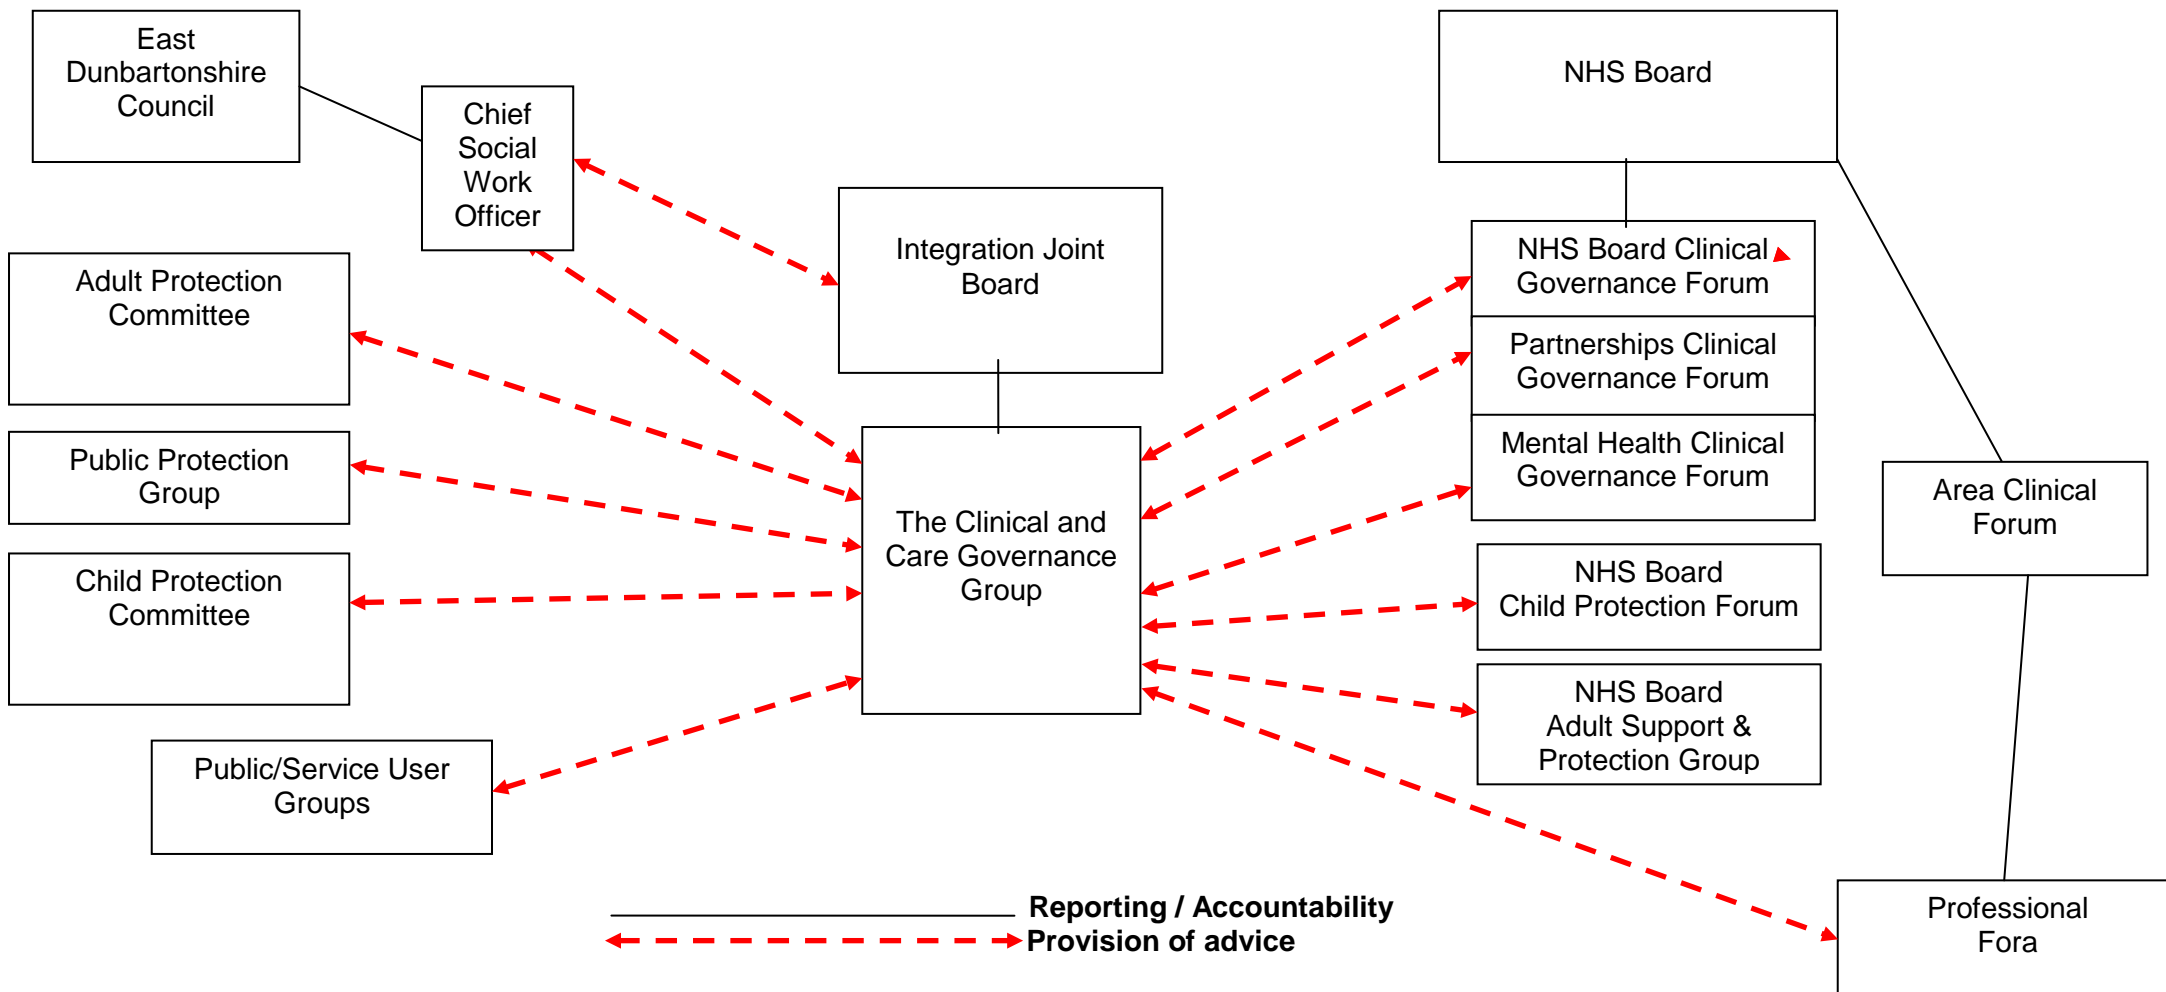 East
Dunbartonshire
Council
Chief
Social
Work
Officer
NHS Board
Integration Joint
Board
Adult Protection
Committee
Public Protection
Group
Child Protection
Committee
Public/Service User
Groups
The Clinical and
Care Governance
Group
NHS Board Clinical
Governance Forum
Partnerships Clinical
Governance Forum
Mental Health Clinical
Governance Forum
NHS Board
Child Protection Forum
NHS Board
Adult Support &
Protection Group
Area Clinical
Forum
Professional
Fora
Reporting / Accountability
Provision of advice